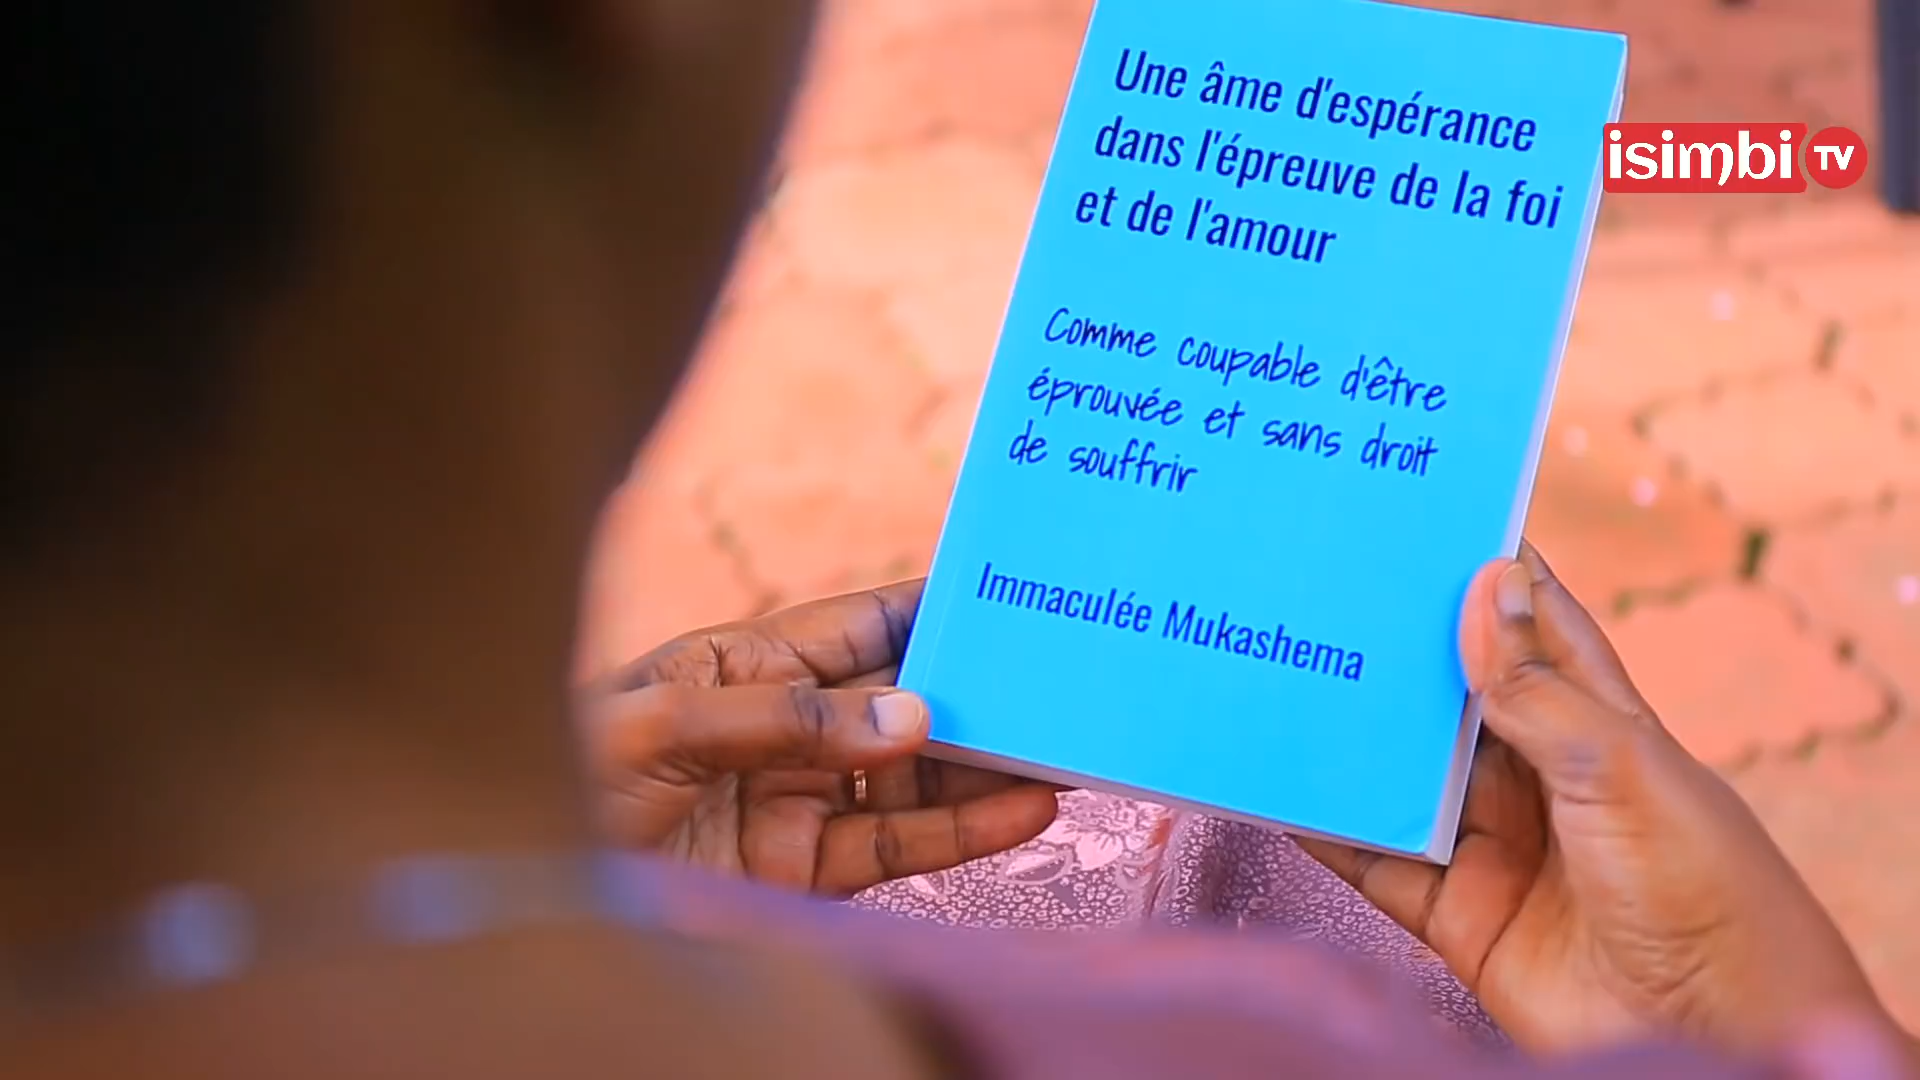 Une âme d'espérance
dans l'épreuve de la foi
et de l'amour
Comme coupable d'être
éprouvée et sans droit
de souffrir
Immaculée Mukashema
isimbi TV